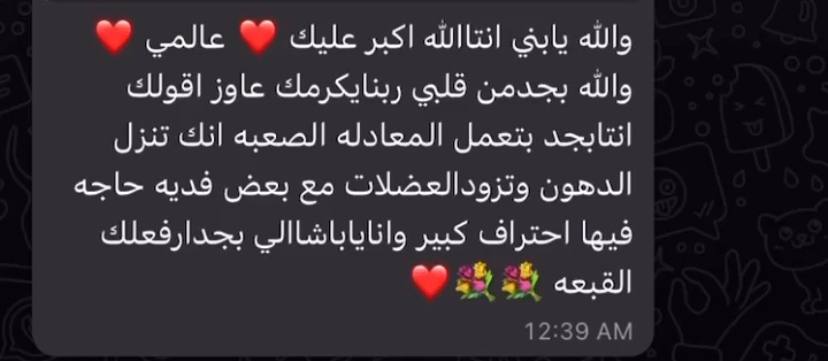 والله يابني انتاالله اكبر عليك ❤️ عالمي ❤️
والله بجدمن قلبي ربنايكرمك عاوز اقولك
انتابجد بتعمل المعادله الصعبه انك تنزل
الدهون وتزودالعضلات مع بعض فديه حاجه
فيها احتراف كبير واناياباشاالي بجدارفعلك
القبعه 💐💐❤️
12:39 AM